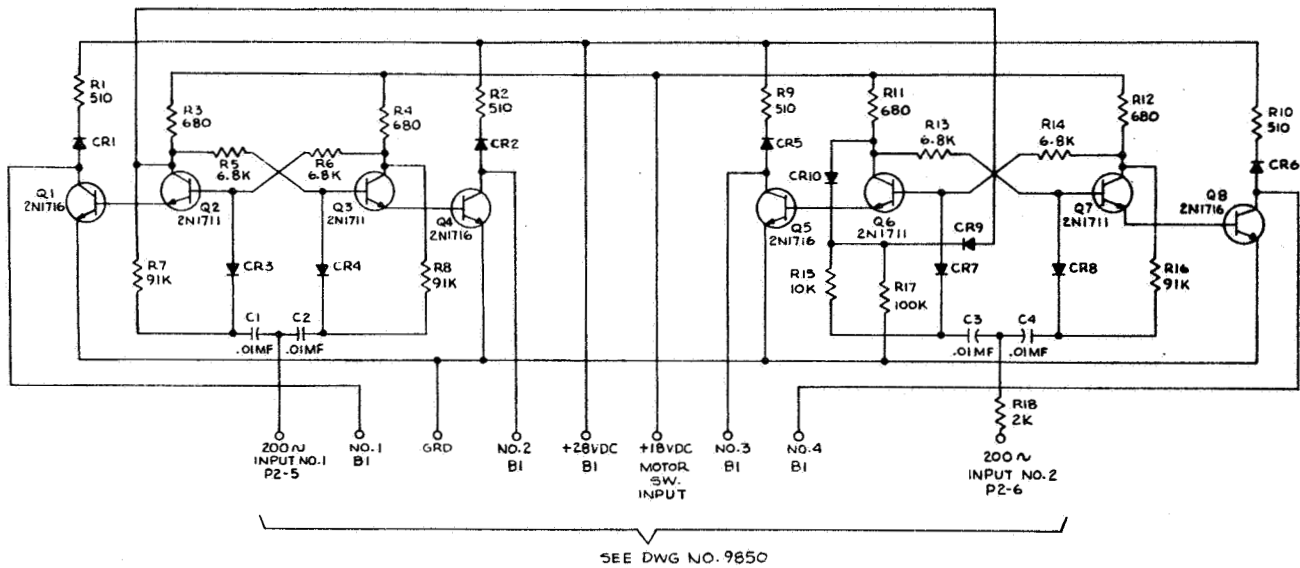 R1
510
CR1
Q1
2N1716
R3
680
Q2
2N1711
R5
6.8K
R6
6.8K
R4
680
Q3
2N1711
R2
510
CR2
Q4
2N1716
R7
91K
CR3
CR4
R8
91K
C1
.01MF
C2
.01MF
R9
510
CR5
Q5
2N1716
R11
680
CR10
Q6
2N1711
R13
6.8K
R14
6.8K
R12
680
Q7
2N1711
R10
510
CR6
Q8
2N1716
CR9
R15
10K
R17
100K
CR7
CR8
R16
91K
C3
.01MF
C4
.01MF
R18
2K
200~
INPUT NO.1
P2-5
NO.1
B1
GRD
NO.2
B1
+28VDC
B1
+18VDC
MOTOR
SW.
INPUT
NO.3
B1
NO.4
B1
200~
INPUT NO.2
P2-6
SEE DWG NO. 9850